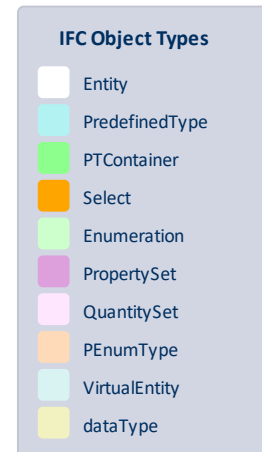 IFC Object Types
Entity
PredefinedType
PTContainer
Select
Enumeration
PropertySet
QuantitySet
PEnumType
VirtualEntity
dataType